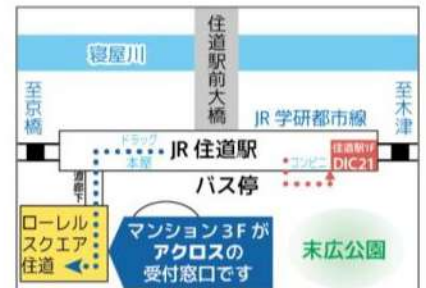 住道駅前大橋
寝屋川
至京橋
JR 学研都市線
至木津
ドラッグ
本屋
JR 住道駅
コンビニ
住道駅1F
DIC21
道廊下
バス停
ローレル
スクエア
住道
マンション3Fが
アクロスの
受付窓口です
末広公園